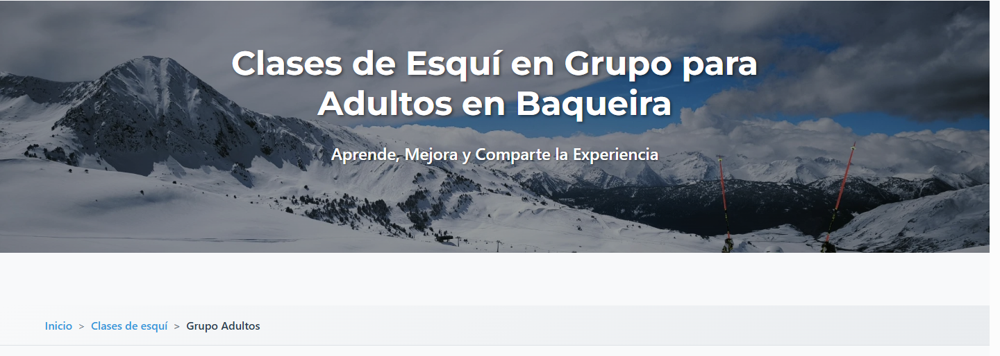 Clases de Esquí en Grupo para
Adultos en Baqueira
Aprende, Mejora y Comparte la Experiencia
Inicio > Clases de esquí > Grupo Adultos